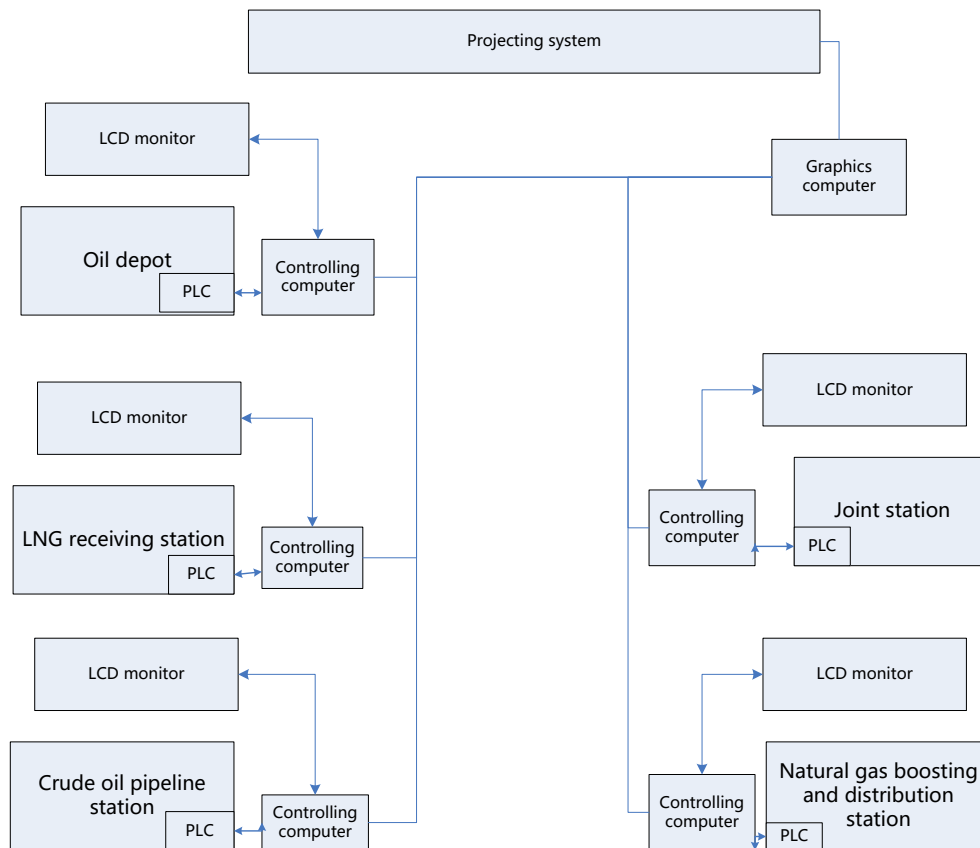 Projecting system
LCD monitor
Graphics
computer
Oil depot
PLC
Controlling
computer
LCD monitor
LCD monitor
LNG receiving station
PLC
Controlling
computer
Controlling
computer
Joint station
PLC
LCD monitor
LCD monitor
Crude oil pipeline
station
PLC
Controlling
computer
Controlling
computer
Natural gas boosting
and distribution
station
PLC